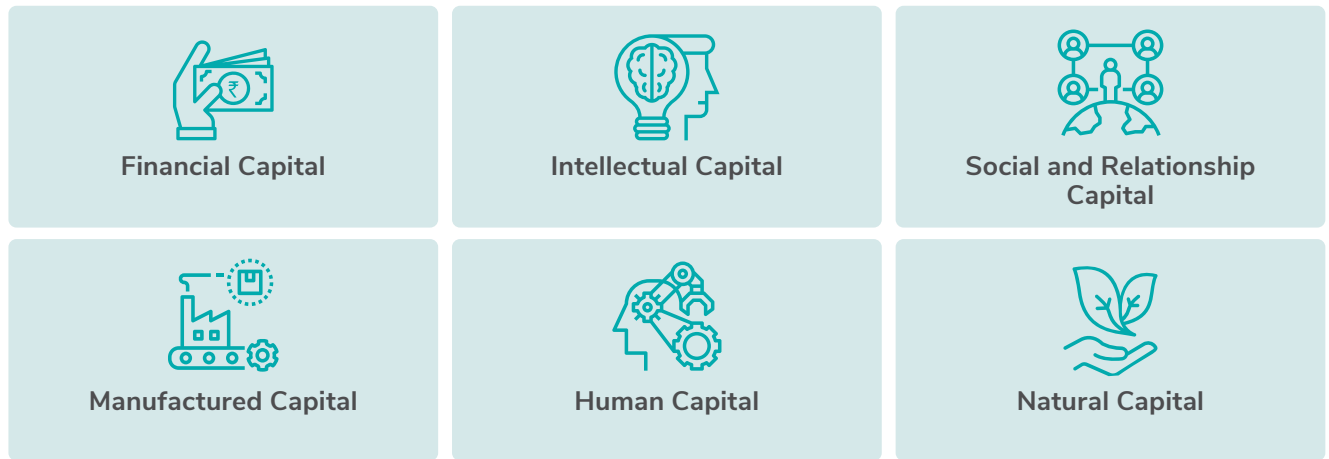 ₹
Financial Capital
Intellectual Capital
Social and Relationship
Capital
Manufactured Capital
Human Capital
Natural Capital